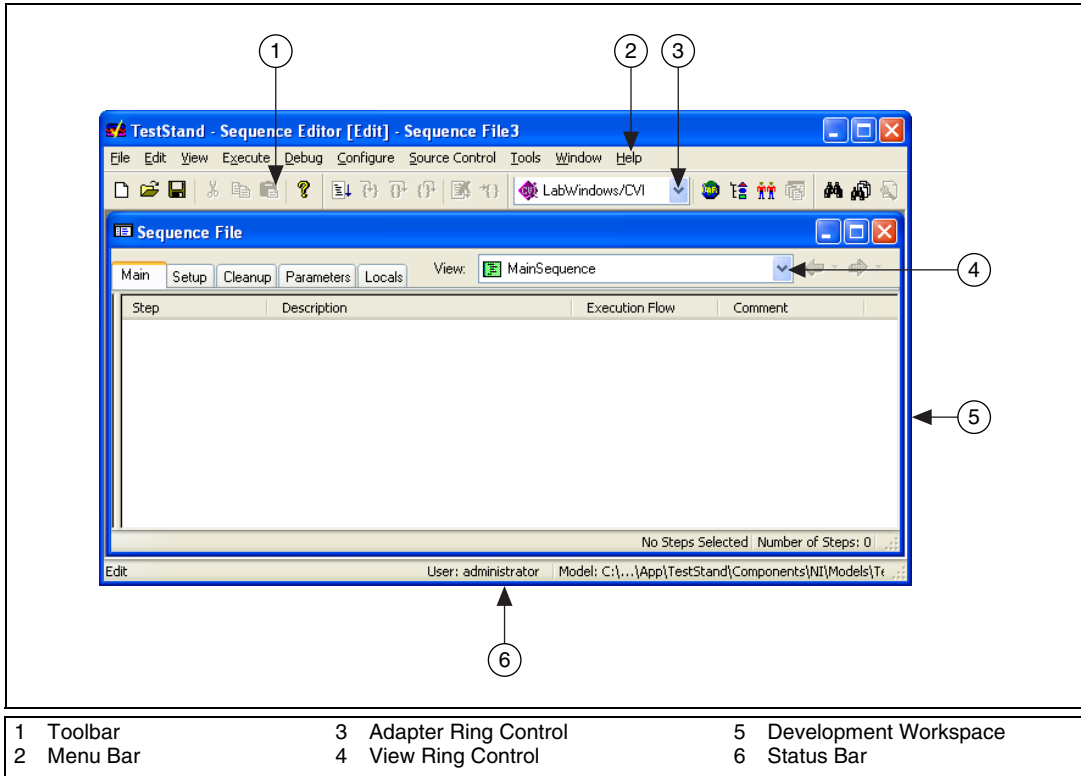 1 2 3
TestStand - Sequence Editor [Edit] - Sequence File3
File Edit View Execute Debug Configure Source Control Tools Window Help
LabWindows/CVI
Sequence File
Main Setup Cleanup Parameters Locals View: MainSequence
4
Step Description Execution Flow Comment
5
No Steps Selected Number of Steps: 0
Edit User: administrator Model: C:\...\App\TestStand\Components\NI\Models\Te
6
1 Toolbar 3 Adapter Ring Control 5 Development Workspace
2 Menu Bar 4 View Ring Control 6 Status Bar